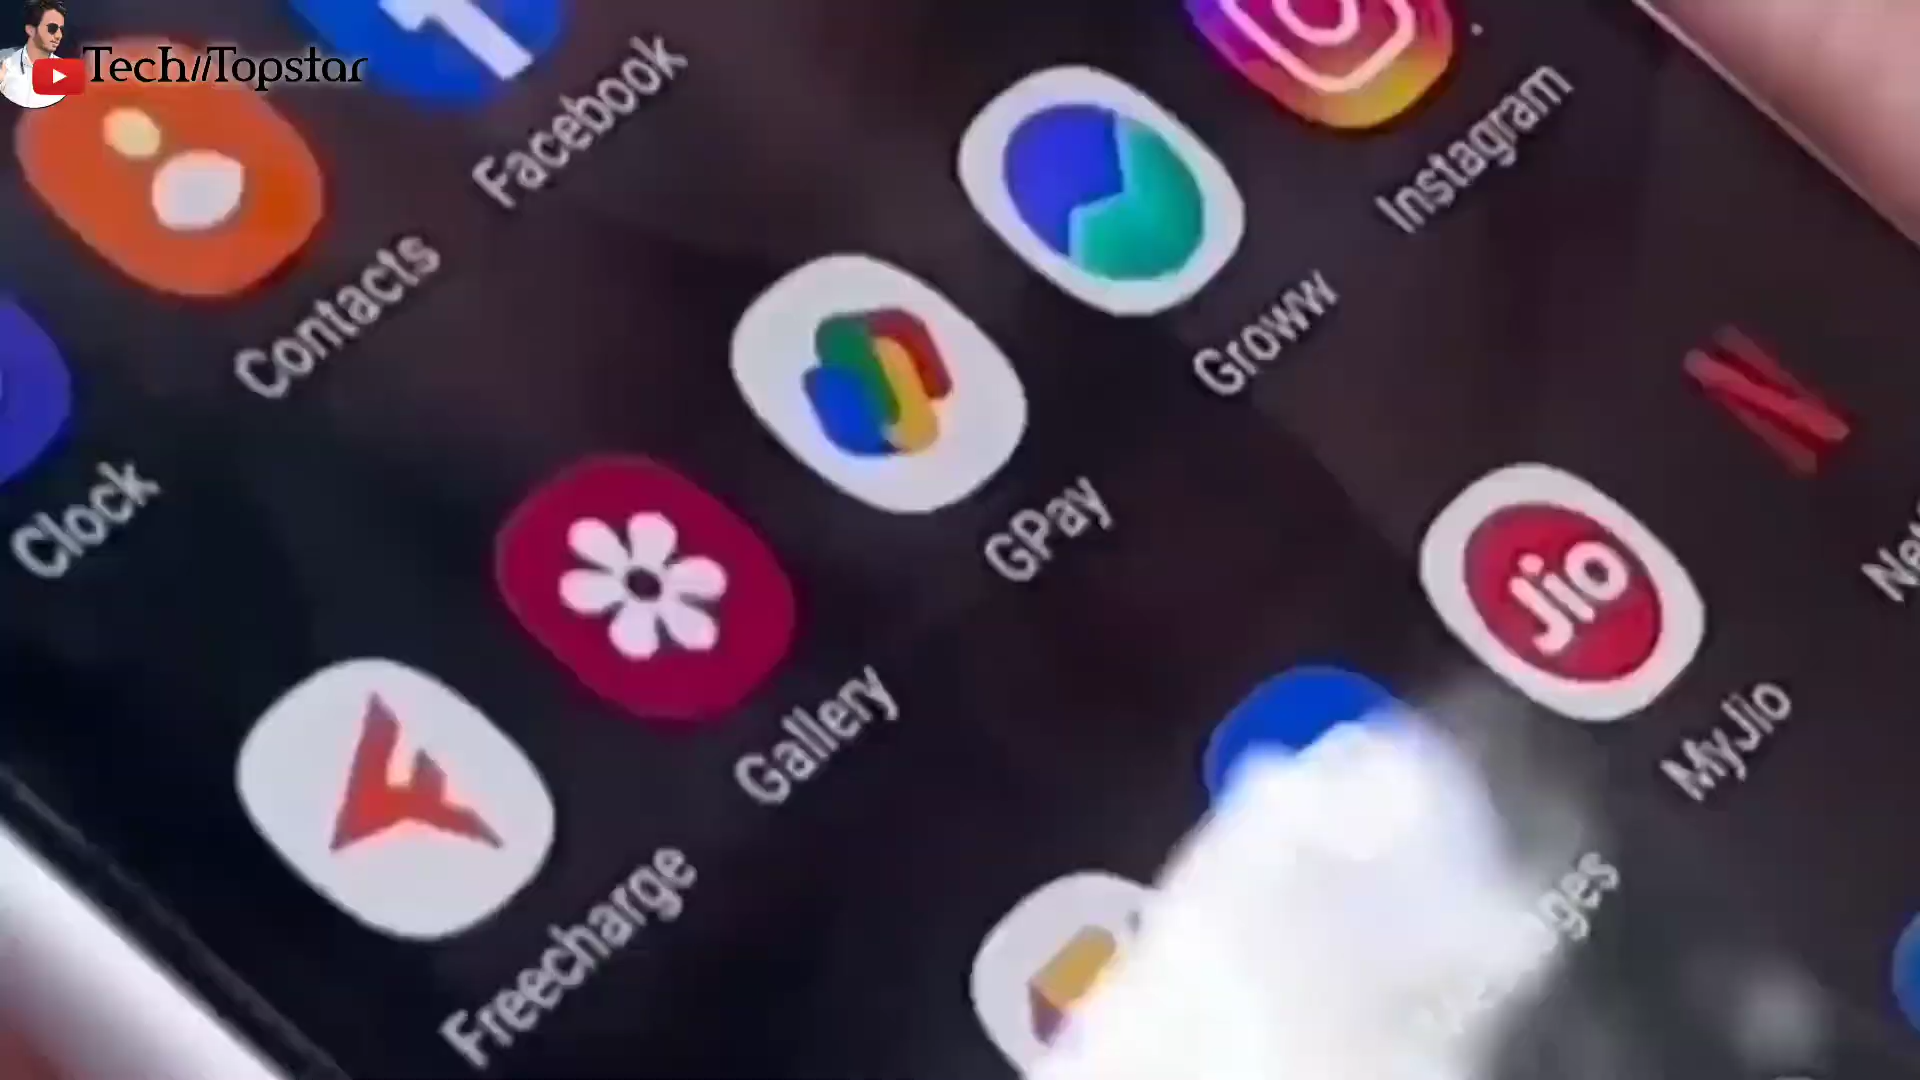 Tech//Topstar
Facebook
Instagram
Contacts
Groww
Clock
GPay
Jio
Gallery
MyJio
Freecharge